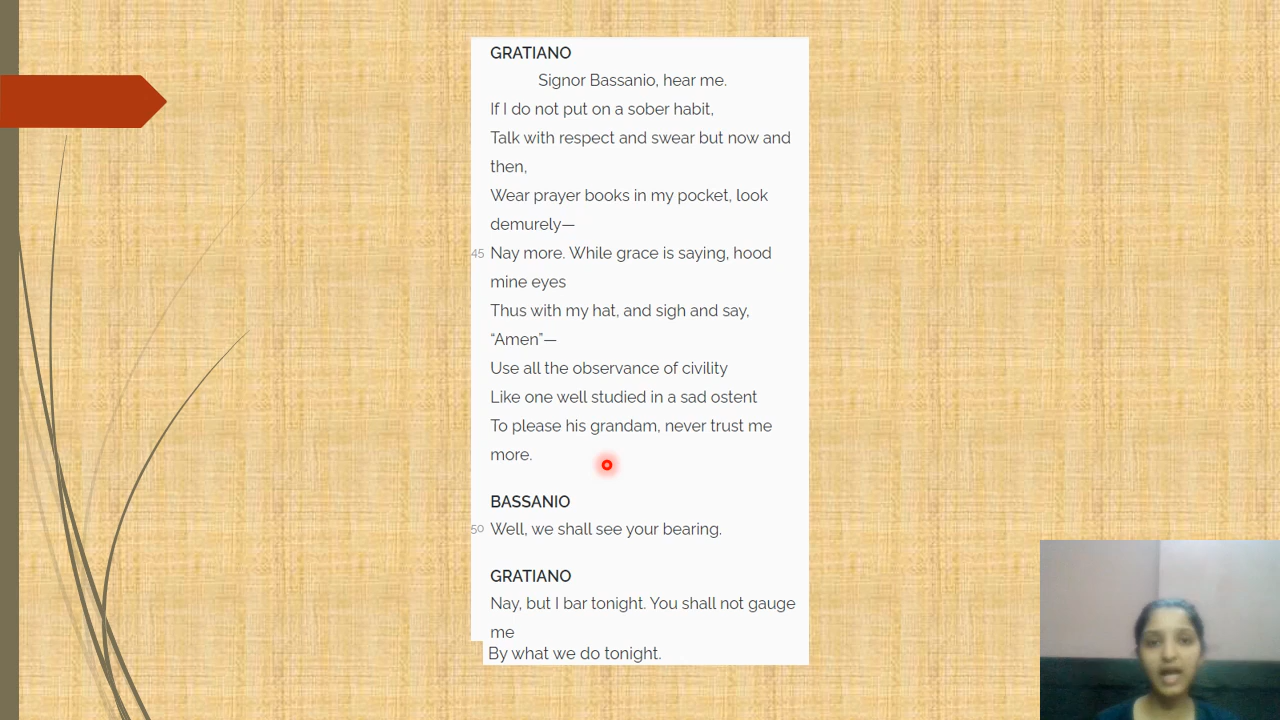 GRATIANO
Signor Bassanio, hear me.
If I do not put on a sober habit,
Talk with respect and swear but now and
then,
Wear prayer books in my pocket, look
demurely—
45 Nay more. While grace is saying, hood
mine eyes
Thus with my hat, and sigh and say,
“Amen”—
Use all the observance of civility
Like one well studied in a sad ostent
To please his grandam, never trust me
more.
BASSANIO
50 Well, we shall see your bearing.
GRATIANO
Nay, but I bar tonight. You shall not gauge
me
By what we do tonight.